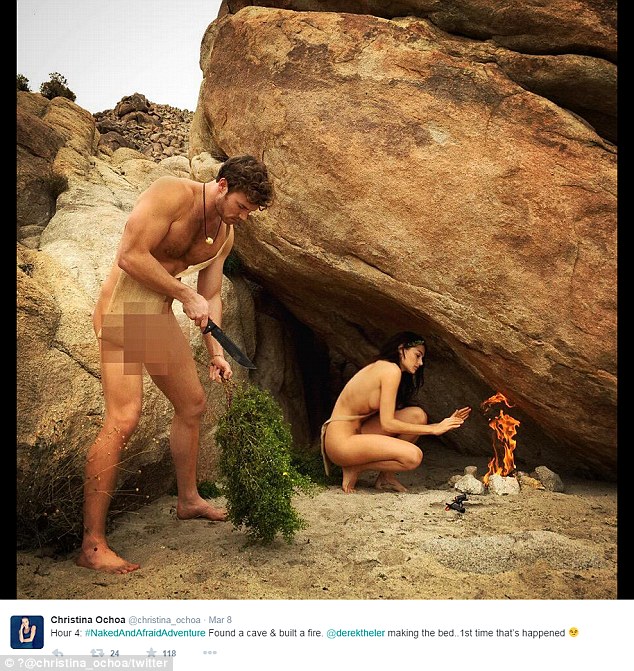 Christina Ochoa @christina_ochoa · Mar 8
Hour 4: #NakedAndAfraidAdventure Found a cave & built a fire. @derektheler making the bed..1st time that's happened 😏
24 118 •••
© ?@christina_ochoa/twitter